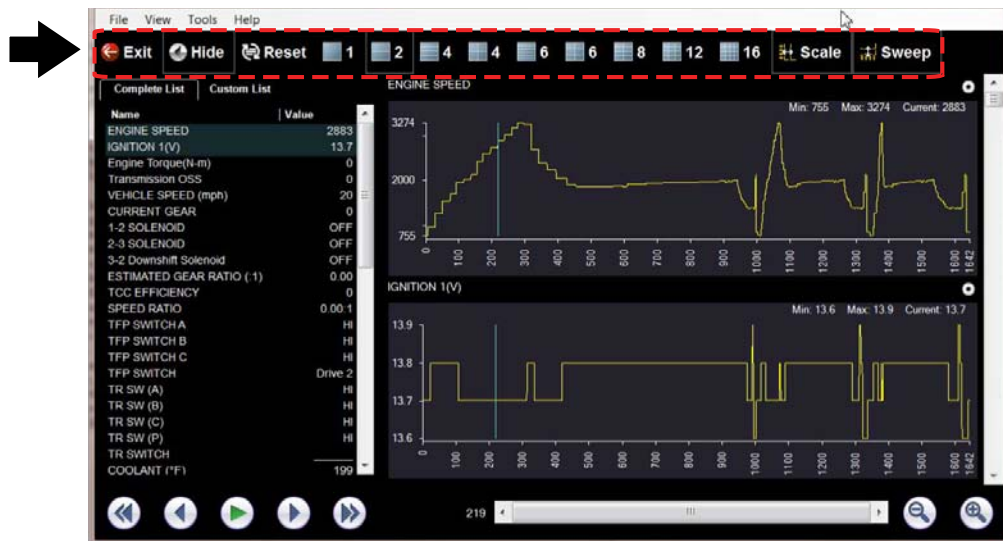 File View Tools Help
Exit Hide Reset 1 2 4 4 6 6 8 12 16 Scale Sweep
Complete List Custom List
Name Value
ENGINE SPEED 2883
IGNITION 1(V) 13.7
Engine Torque(N-m) 0
Transmission OSS 0
VEHICLE SPEED (mph) 20
CURRENT GEAR 0
1-2 SOLENOID OFF
2-3 SOLENOID OFF
3-2 Downshift Solenoid OFF
ESTIMATED GEAR RATIO (:1) 0.00
TCC EFFICIENCY 0
SPEED RATIO 0.00:1
TFP SWITCH A HI
TFP SWITCH B HI
TFP SWITCH C HI
TFP SWITCH Drive 2
TR SW (A) HI
TR SW (B) HI
TR SW (C) HI
TR SW (P) HI
TR SWITCH
COOLANT (°F) 199
ENGINE SPEED
Min: 755 Max: 3274 Current: 2883
3274
2000
755
0 100 200 300 400 500 600 700 800 900 1000 1100 1200 1300 1400 1500 1600 1642
IGNITION 1(V)
Min: 13.6 Max: 13.9 Current: 13.7
13.9
13.8
13.7
13.6
0 100 200 300 400 500 600 700 800 900 1000 1100 1200 1300 1400 1500 1600 1642
219